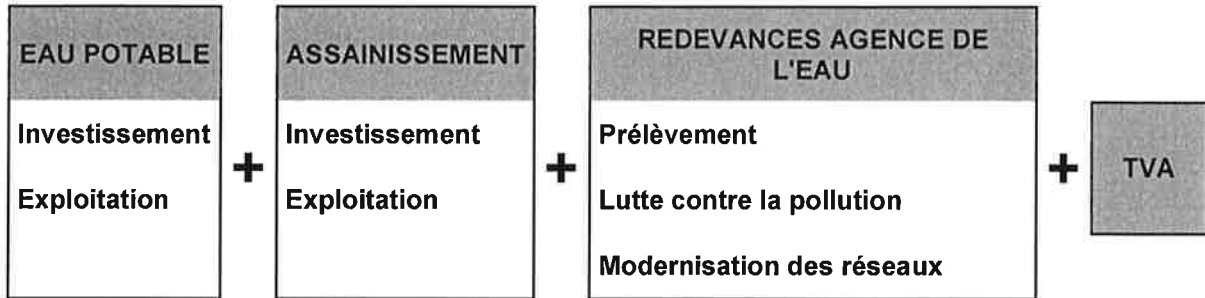 EAU POTABLE
Investissement
Exploitation
+
ASSAINISSEMENT
Investissement
Exploitation
+
REDEVANCES AGENCE DE
L'EAU
Prélèvement
Lutte contre la pollution
Modernisation des réseaux
+
TVA